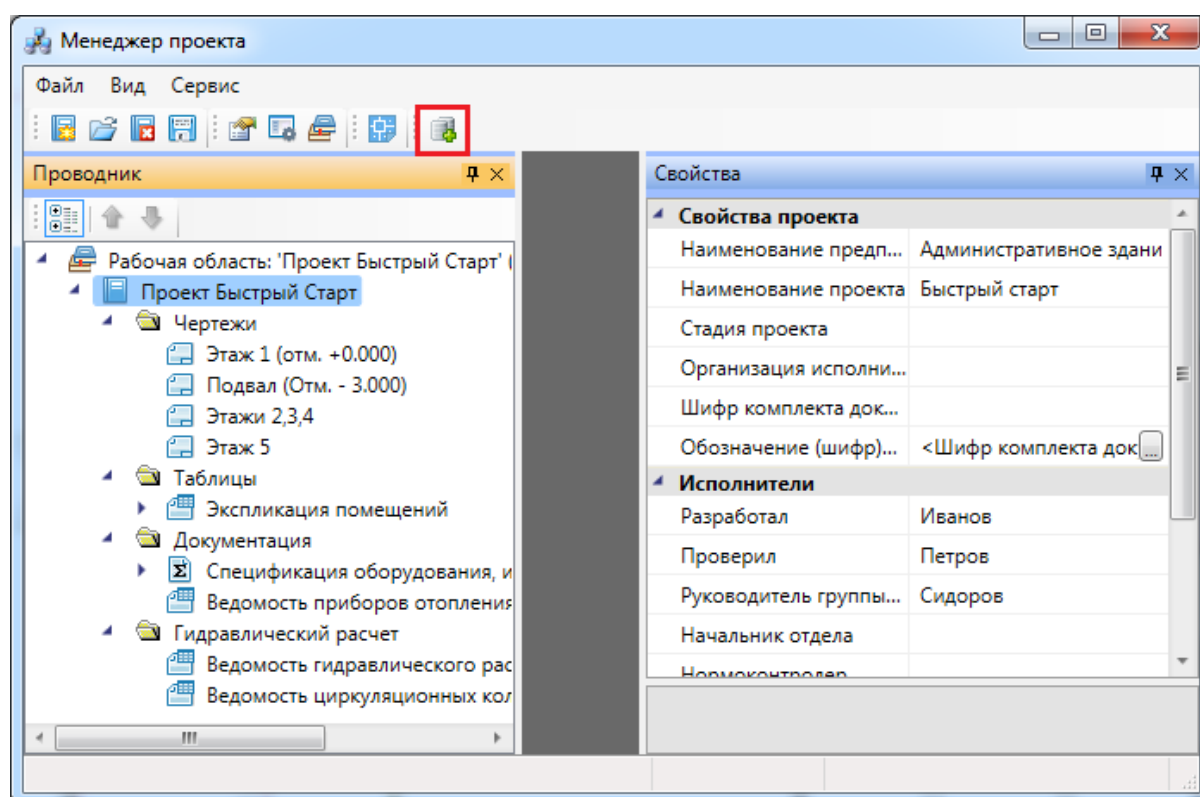 Менеджер проекта
Файл Вид Сервис
Проводник
Рабочая область: 'Проект Быстрый Старт' (
Проект Быстрый Старт
Чертежи
Этаж 1 (отм. +0.000)
Подвал (Отм. - 3.000)
Этажи 2,3,4
Этаж 5
Таблицы
Экспликация помещений
Документация
Спецификация оборудования, и
Ведомость приборов отопления
Гидравлический расчет
Ведомость гидравлического рас
Ведомость циркуляционных кол
Свойства
Свойства проекта
Наименование предп... Административное здани
Наименование проекта Быстрый старт
Стадия проекта
Организация исполни...
Шифр комплекта док...
Обозначение (шифр)... <Шифр комплекта док ...
Исполнители
Разработал Иванов
Проверил Петров
Руководитель группы... Сидоров
Начальник отдела
Нормоконтролер